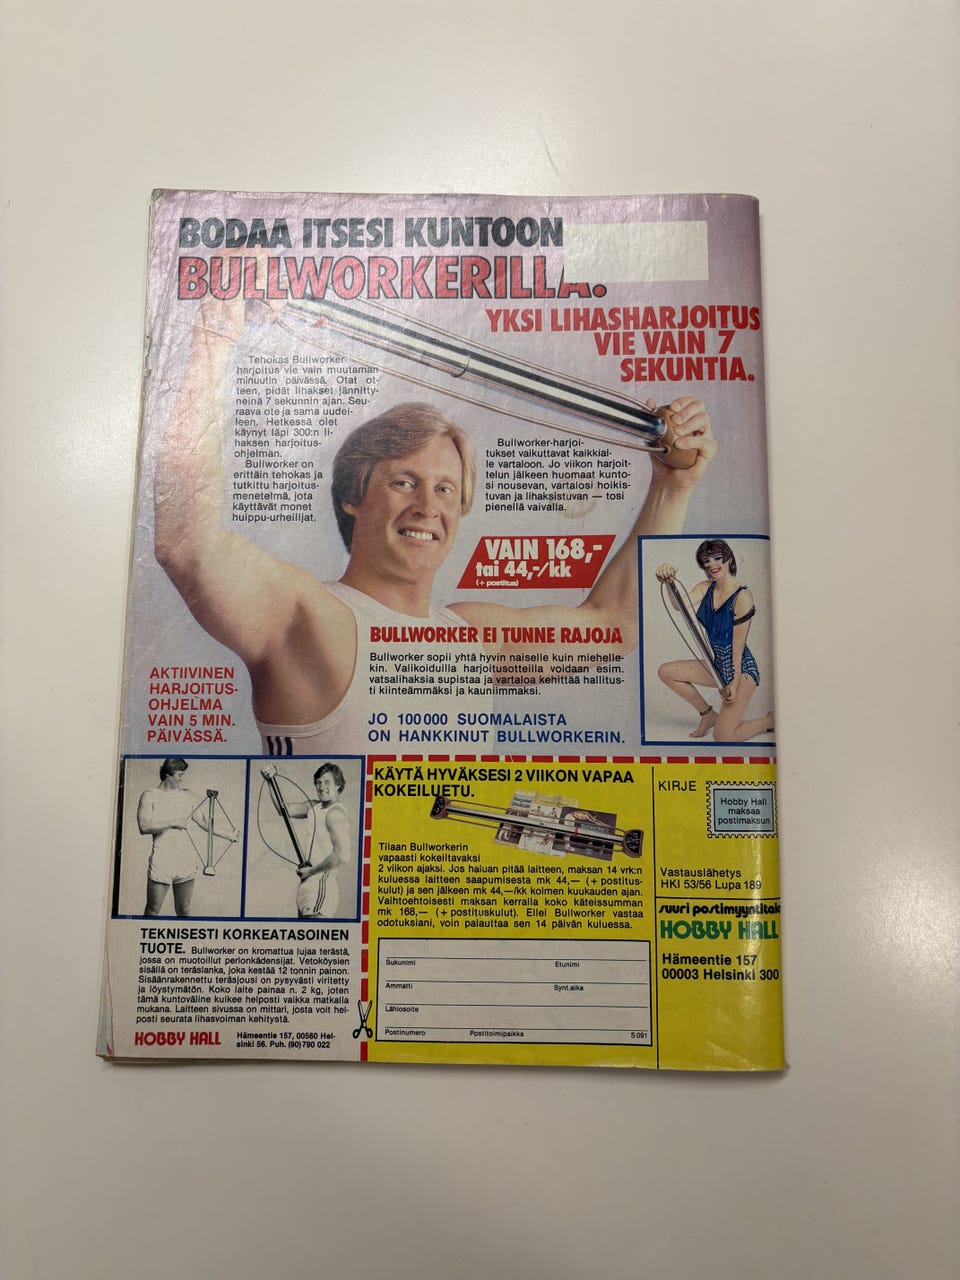 BODAA ITSESI KUNTOON
BULLWORKERILLA.
YKSI LIHASHARJOITUS
VIE VAIN 7
SEKUNTIA.
Tehokas Bullworker-
harjoitus vie vain muutaman
minuutin päivässä. Otat ot-
teen, pidät lihakset jännitty-
neinä 7 sekunnin ajan. Seu-
raava ote ja sama uudel-
leen. Hetkessä olet
käynyt läpi 300:n li-
haksen harjoitus-
ohjelman.
Bullworker on
erittäin tehokas ja
tutkittu harjoitus-
menetelmä, jota
käyttävät monet
huippu-urheilijat.
Bullworker-harjoi-
tukset vaikuttavat kaikkial-
le vartaloon. Jo viikon harjoit-
telun jälkeen huomaat kunto-
si nousevan, vartalosi hoikis-
tuvan ja lihaksistuvan — tosi
pienellä vaivalla.
VAIN 168,-
tai 44,-/kk
(+ postitus)
BULLWORKER EI TUNNE RAJOJA
Bullworker sopii yhtä hyvin naiselle kuin miehelle-
kin. Valikoiduilla harjoitusotteilla voidaan esim.
vatsalihaksia supistaa ja vartaloa kehittää hallitus-
ti kiinteämmäksi ja kauniimmaksi.
JO 100000 SUOMALAISTA
ON HANKKINUT BULLWORKERIN.
AKTIIVINEN
HARJOITUS-
OHJELMA
VAIN 5 MIN.
PÄIVÄSSÄ.
TEKNISESTI KORKEATASOINEN
TUOTE. Bullworker on kromattua lujaa terästä,
jossa on muotoillut perlonkädensijat. Vetoköysien
sisällä on teräslanka, joka kestää 12 tonnin painon.
Sisäänrakennettu teräsjousi on pysyvästi viritetty
ja löystymätön. Koko laite painaa n. 2 kg, joten
tämä kuntoväline kulkee helposti vaikka matkalla
mukana. Laitteen sivussa on mittari, josta voit hel-
posti seurata lihasvoiman kehitystä.
HOBBY HALL
Hämeentie 157, 00560 Hel-
sinki 56. Puh. (90) 790 022
KÄYTÄ HYVÄKSESI 2 VIIKON VAPAA
KOKEILUETU.
Tilaan Bullworkerin
vapaasti kokeiltavaksi
2 viikon ajaksi. Jos haluan pitää laitteen, maksan 14 vrk:n
kuluessa laitteen saapumisesta mk 44,— (+ postitus-
kulut) ja sen jälkeen mk 44,—/kk kolmen kuukauden ajan.
Vaihtoehtoisesti maksan kerralla koko käteissumman
mk 168,— (+ postituskulut). Ellei Bullworker vastaa
odotuksiani, voin palauttaa sen 14 päivän kuluessa.
Sukunimi Etunimi
Ammatti Synt.aika
Lähiosoite
Postinumero Postitoimipaikka S 091
KIRJE
Hobby Hall
maksaa
postimaksun
Vastauslähetys
HKI 53/56 Lupa 189
suuri postimyyntitak
HOBBY HALL
Hämeentie 157
00003 Helsinki 300